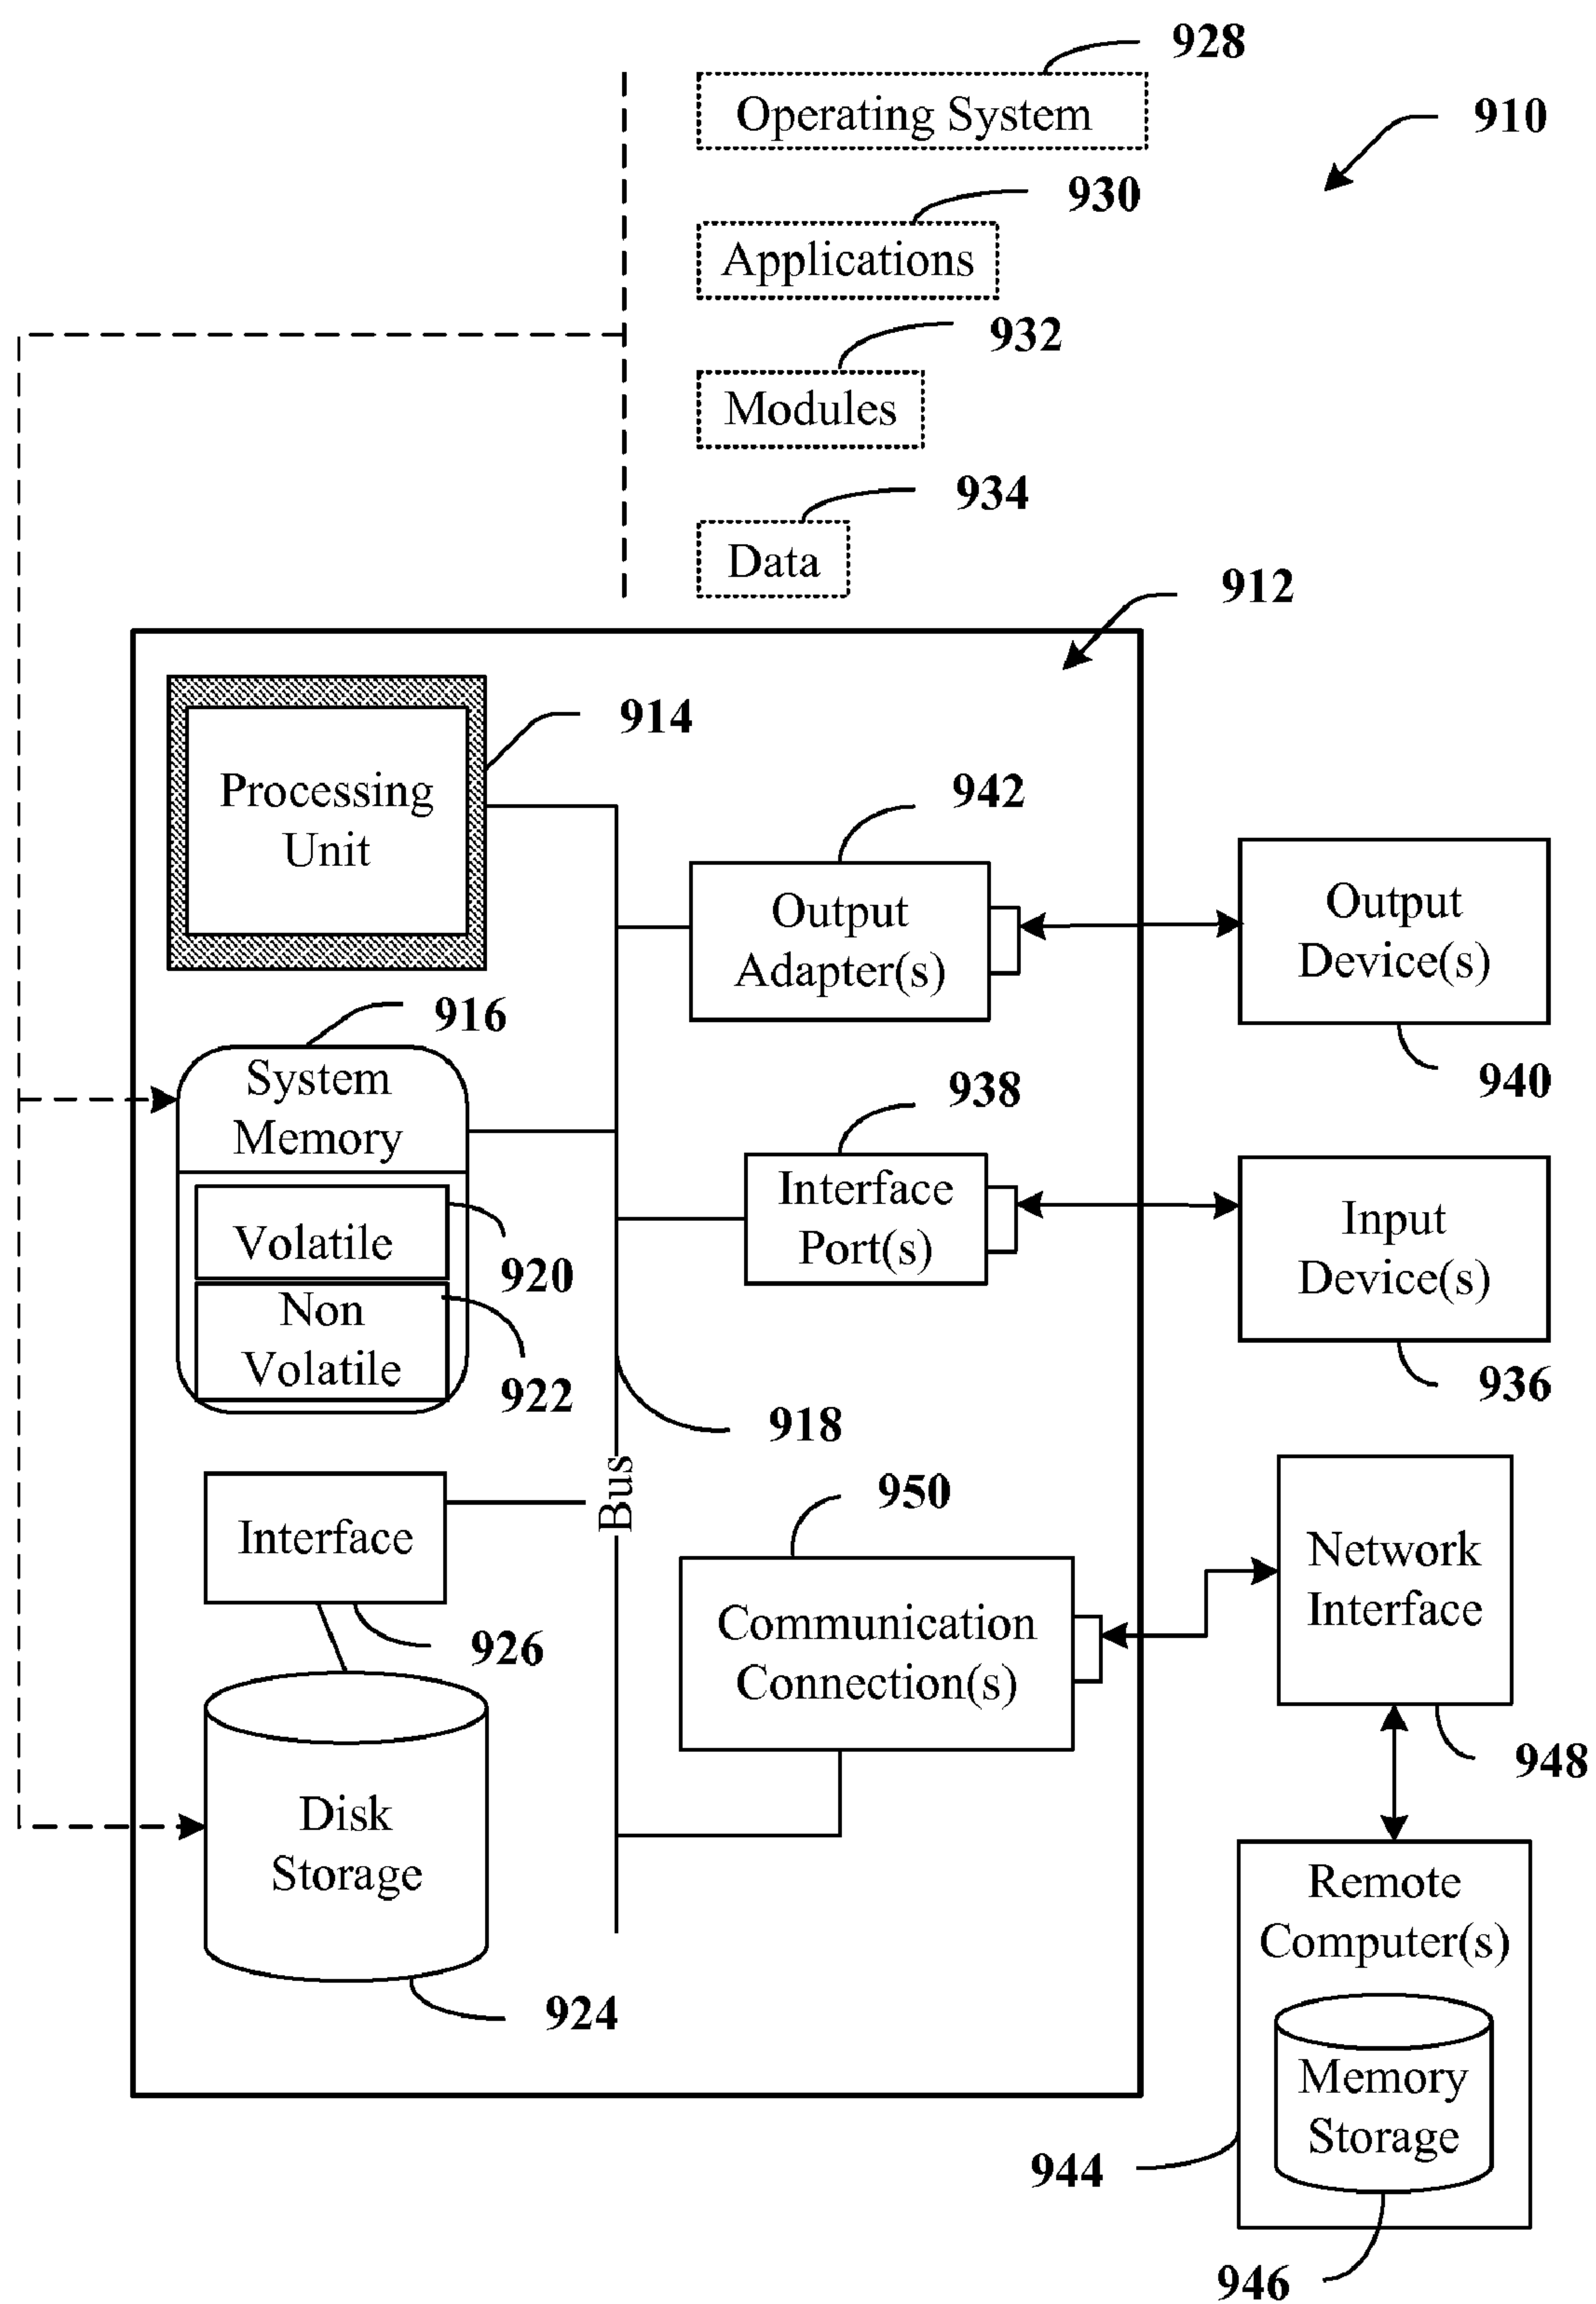 928
Operating System
910
930
Applications
932
Modules
934
Data
912
914
Processing
Unit
942
Output
Adapter(s)
Output
Device(s)
940
916
System
Memory
938
Interface
Port(s)
Input
Device(s)
936
Volatile
920
Non
Volatile
922
918
Bus
Interface
926
950
Communication
Connection(s)
Network
Interface
948
Disk
Storage
924
Remote
Computer(s)
Memory
Storage
944
946